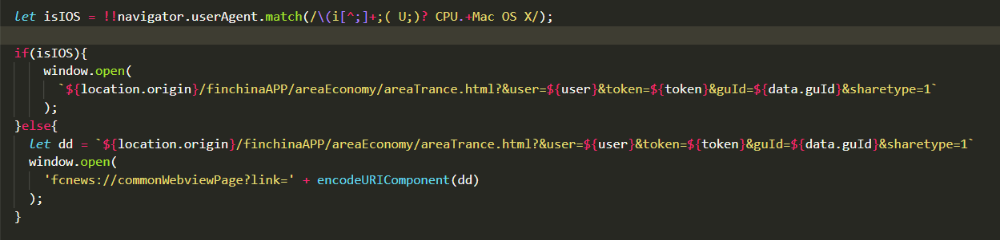 let isIOS = !!navigator.userAgent.match(/\(i[^;]+;( U;)? CPU.+Mac OS X/);
if(isIOS){
window.open(
`${location.origin}/finchinaAPP/areaEconomy/areaTrance.html?&user=${user}&token=${token}&guId=${data.guId}&sharetype=1`
);
}else{
let dd = `${location.origin}/finchinaAPP/areaEconomy/areaTrance.html?&user=${user}&token=${token}&guId=${data.guId}&sharetype=1`
window.open(
'fcnews://commonWebviewPage?link=' + encodeURIComponent(dd)
);
}